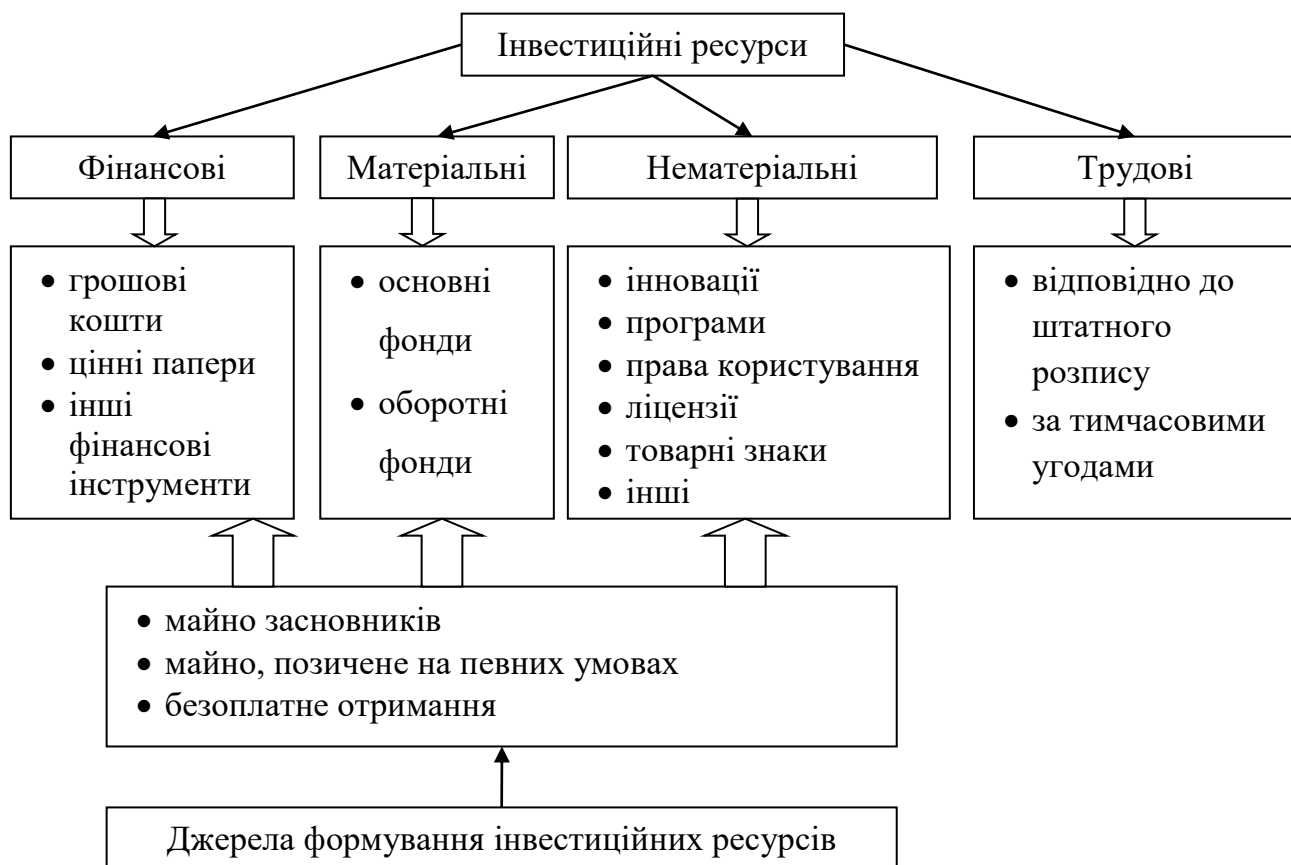 Інвестиційні ресурси
Фінансові
Матеріальні
Нематеріальні
Трудові
• грошові
кошти
• цінні папери
• інші
фінансові
інструменти
• основні
фонди
• оборотні
фонди
• інновації
• програми
• права користування
• ліцензії
• товарні знаки
• інші
• відповідно до
штатного
розпису
• за тимчасовими
угодами
• майно засновників
• майно, позичене на певних умовах
• безоплатне отримання
Джерела формування інвестиційних ресурсів